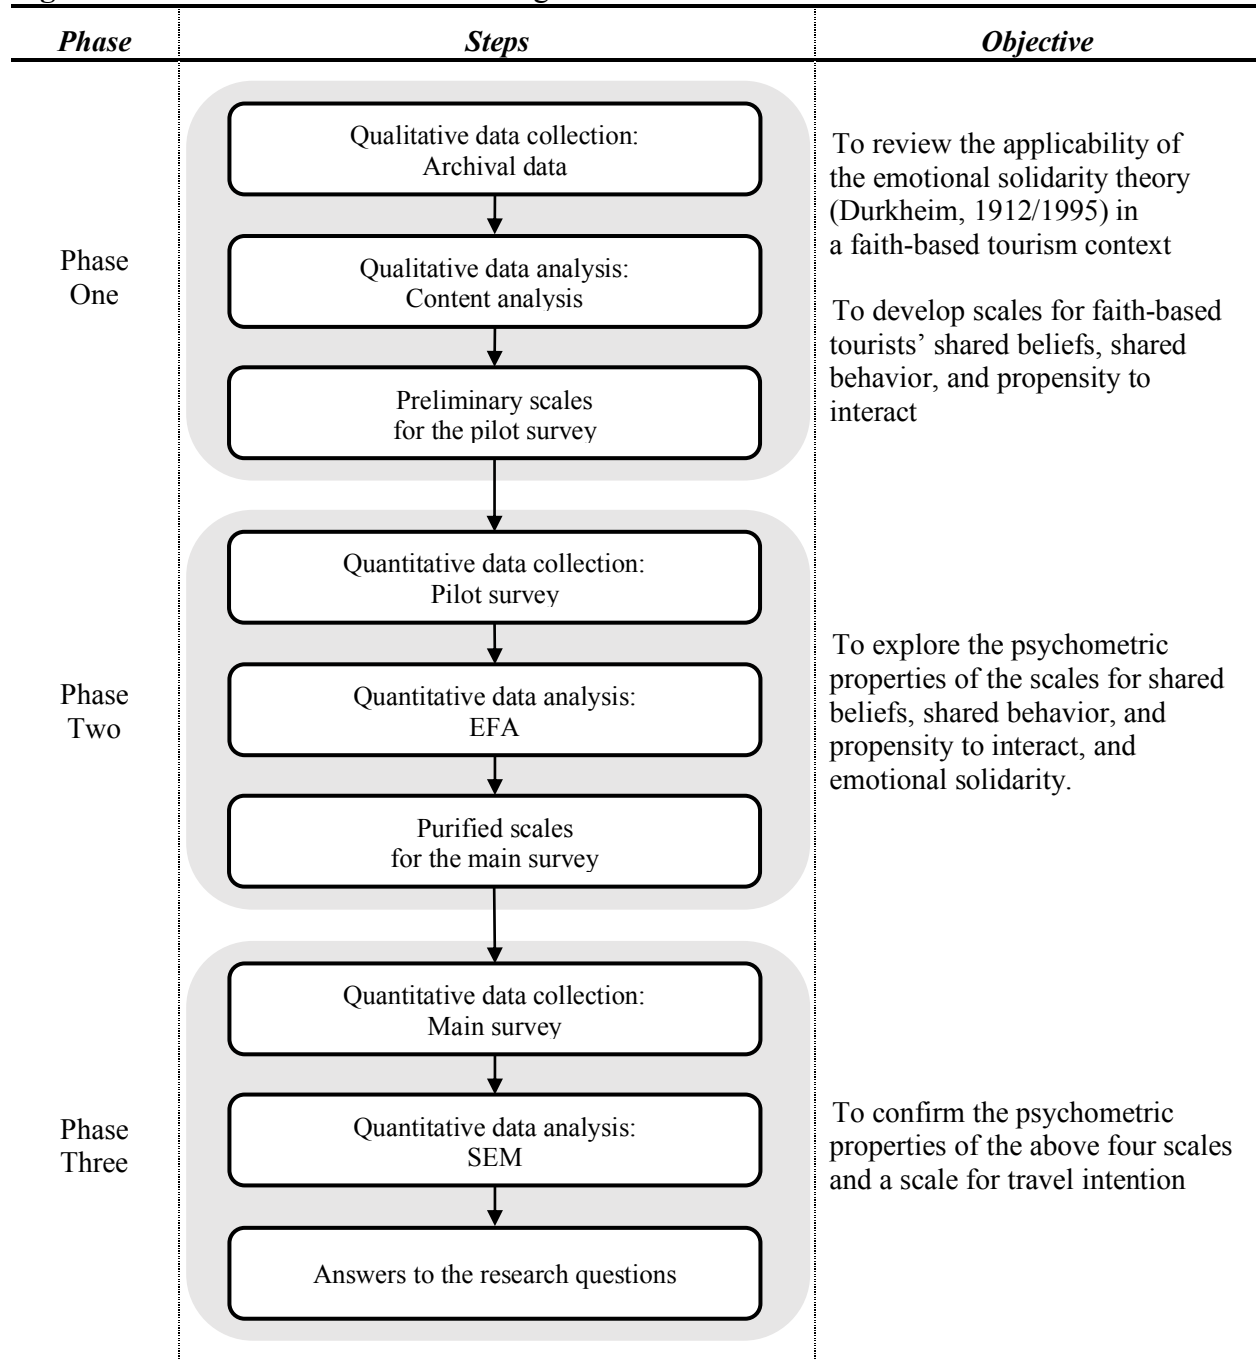 Phase
Steps
Objective
Qualitative data collection:
Archival data
Qualitative data analysis:
Content analysis
Preliminary scales
for the pilot survey
Phase
One
To review the applicability of
the emotional solidarity theory
(Durkheim, 1912/1995) in
a faith-based tourism context
To develop scales for faith-based
tourists’ shared beliefs, shared
behavior, and propensity to
interact
Quantitative data collection:
Pilot survey
Quantitative data analysis:
EFA
Purified scales
for the main survey
Phase
Two
To explore the psychometric
properties of the scales for shared
beliefs, shared behavior, and
propensity to interact, and
emotional solidarity.
Quantitative data collection:
Main survey
Quantitative data analysis:
SEM
Answers to the research questions
Phase
Three
To confirm the psychometric
properties of the above four scales
and a scale for travel intention